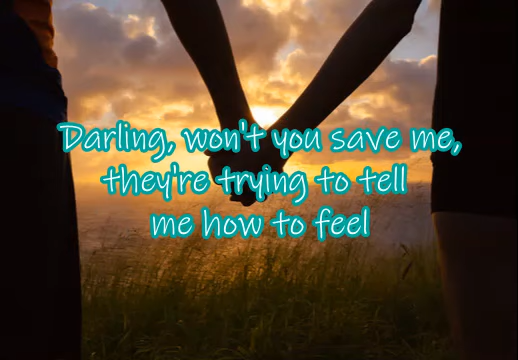 Darling, won't you save me,
they're trying to tell
me how to feel